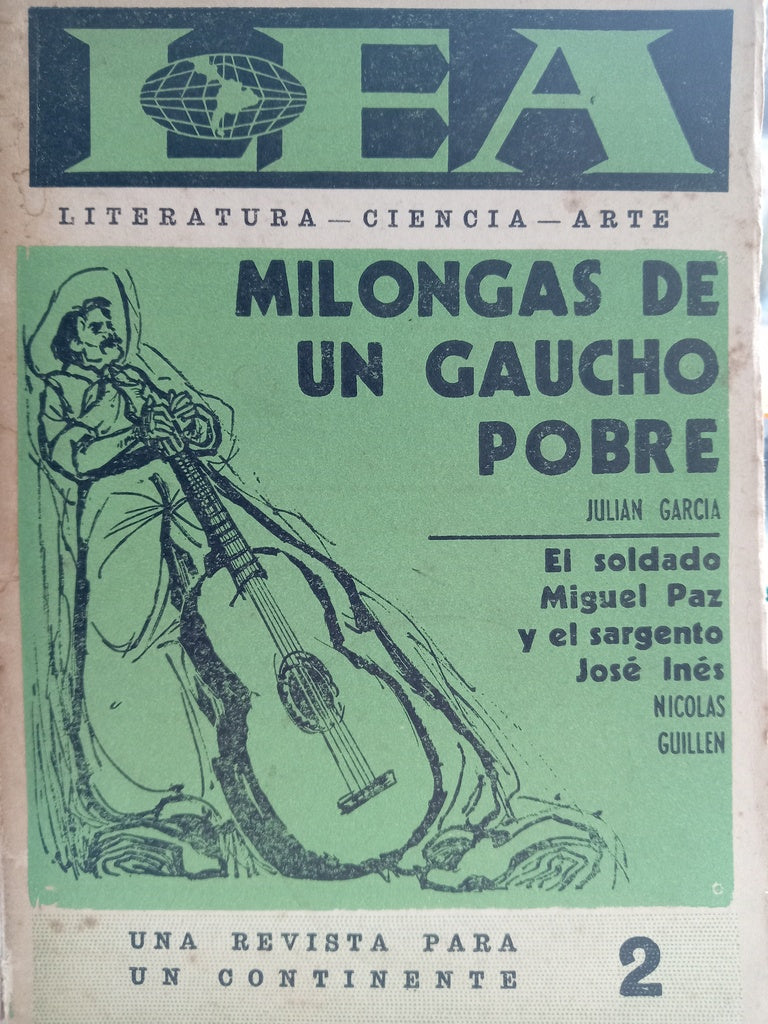 LEA
LITERATURA — CIENCIA — ARTE
MILONGAS DE
UN GAUCHO
POBRE
JULIAN GARCIA
El soldado
Miguel Paz
y el sargento
José Inés
NICOLAS
GUILLEN
UNA REVISTA PARA
UN CONTINENTE
2